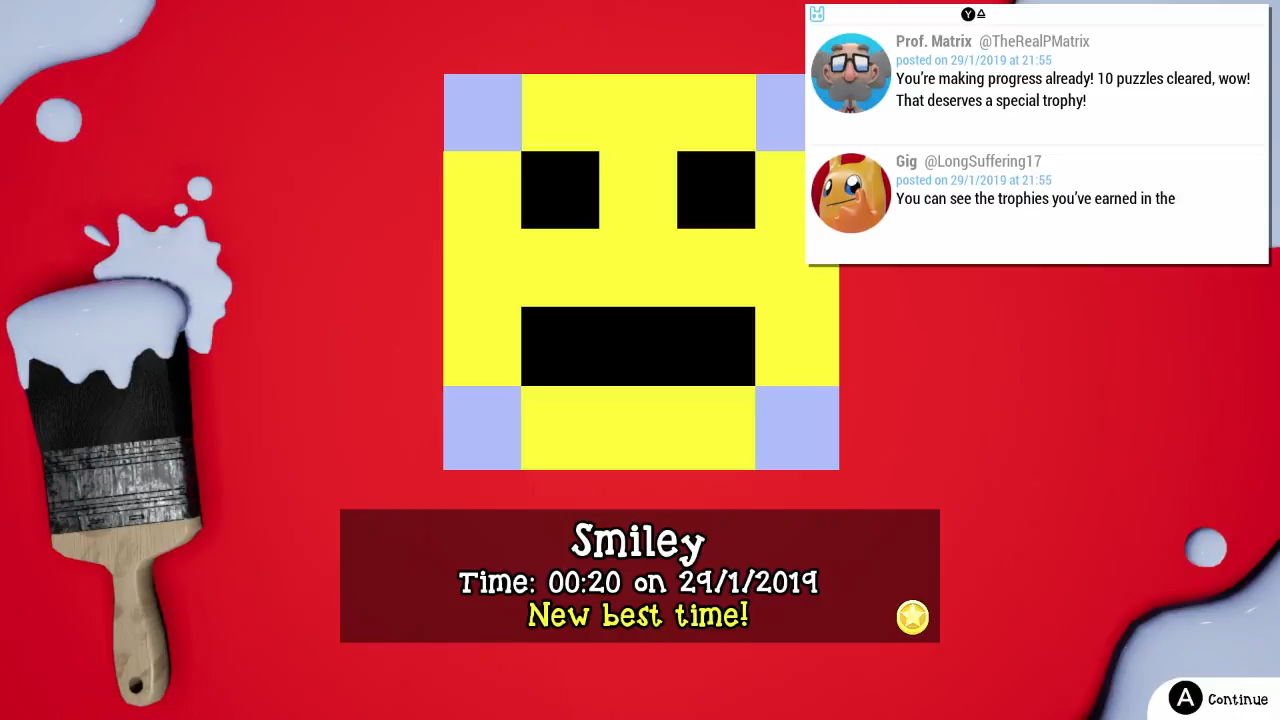 Y
Prof. Matrix @TheRealPMatrix
posted on 29/1/2019 at 21:55
You're making progress already! 10 puzzles cleared, wow!
That deserves a special trophy!
Gig @LongSuffering17
posted on 29/1/2019 at 21:55
You can see the trophies you've earned in the
Smiley
Time: 00:20 on 29/1/2019
New best time!
A Continue